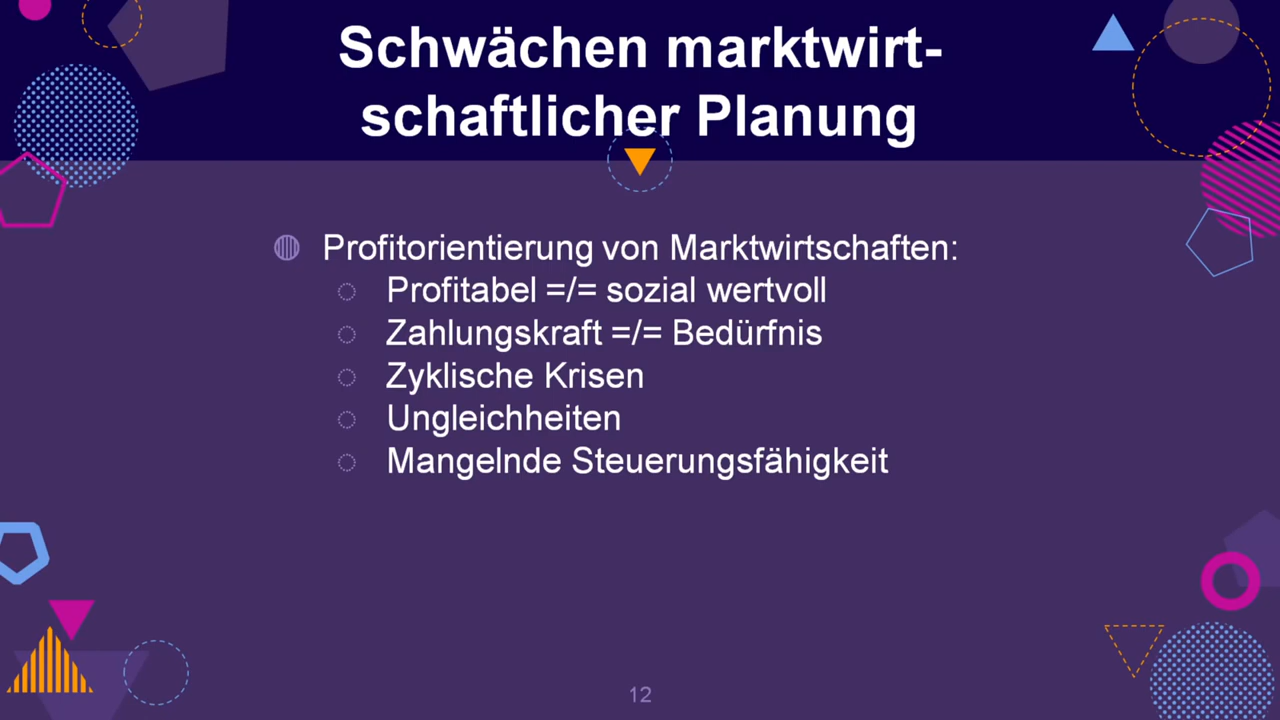 Schwächen marktwirt-
schaftlicher Planung
Profitorientierung von Marktwirtschaften:
Profitabel =/= sozial wertvoll
Zahlungskraft =/= Bedürfnis
Zyklische Krisen
Ungleichheiten
Mangelnde Steuerungsfähigkeit
12